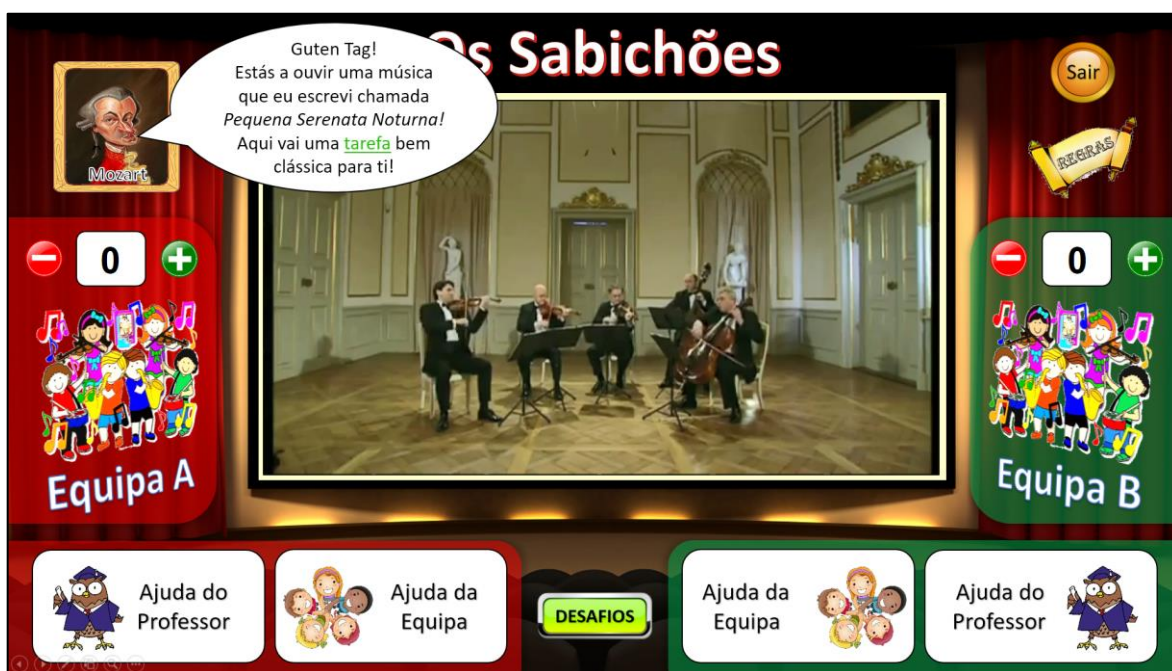 Os Sabichões
Guten Tag!
Estás a ouvir uma música
que eu escrevi chamada
Pequena Serenata Noturna!
Aqui vai uma tarefa bem
clássica para ti!
Mozart
Sair
REGRAS
0
Equipa A
0
Equipa B
Ajuda do
Professor
Ajuda da
Equipa
DESAFIOS
Ajuda da
Equipa
Ajuda do
Professor